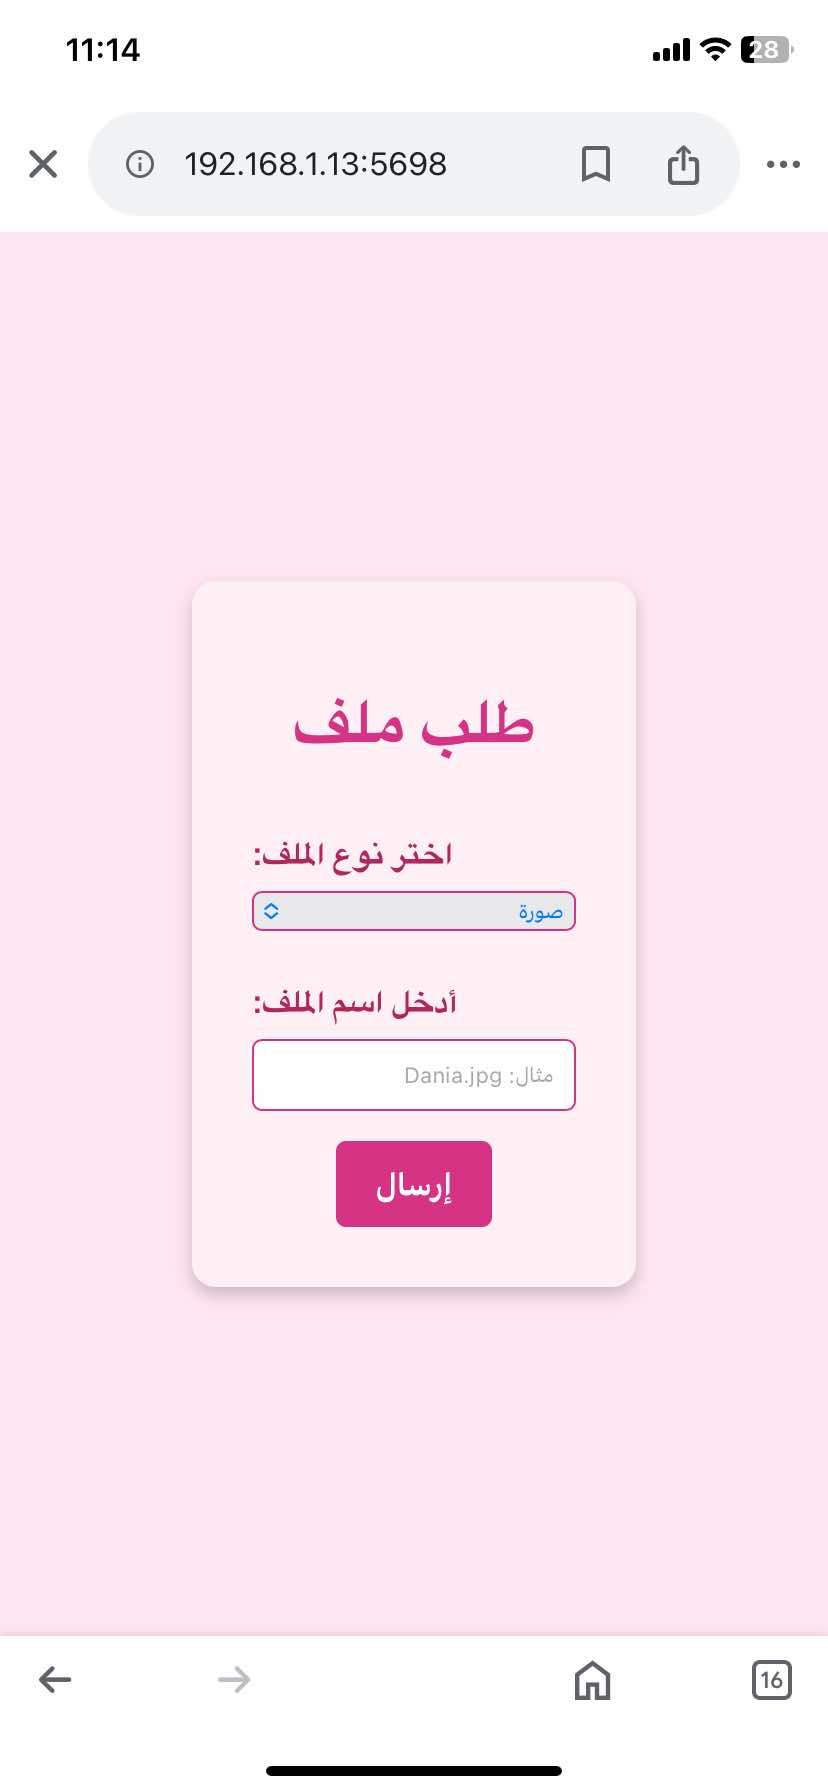 11:14
28
192.168.1.13:5698
طلب ملف
اختر نوع الملف:
صورة
أدخل اسم الملف:
مثال: Dania.jpg
إرسال
16